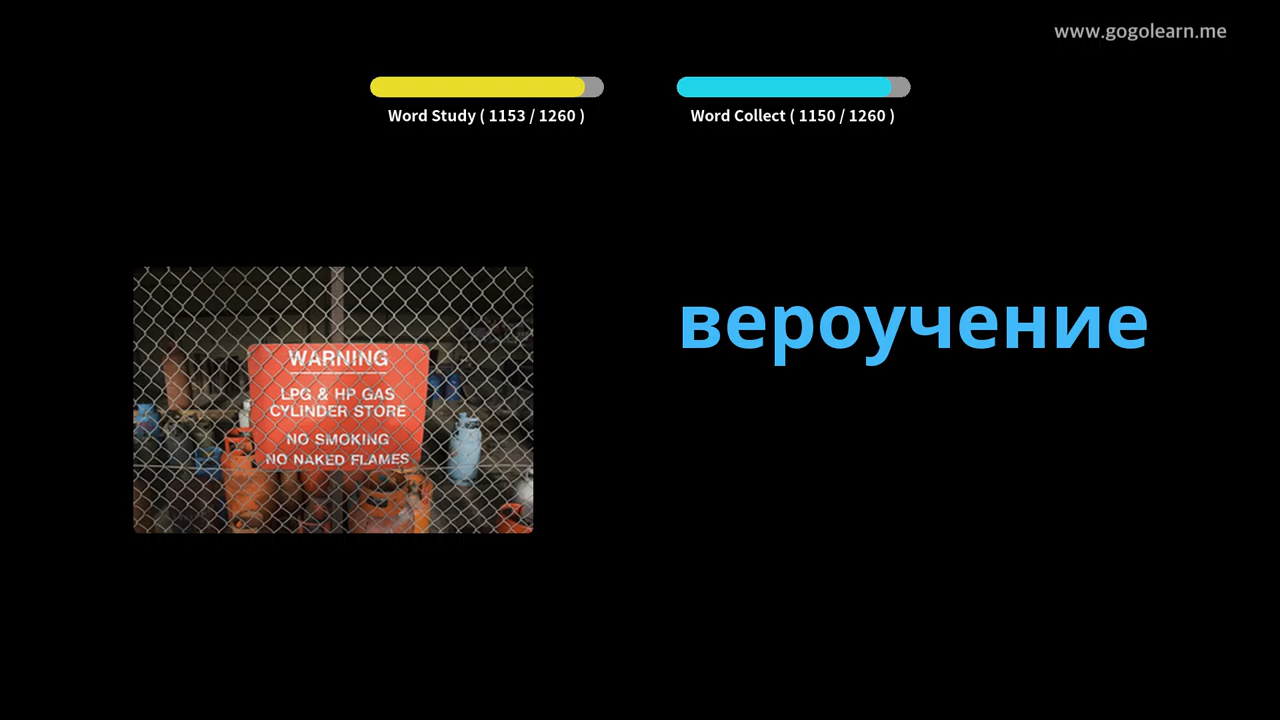 www.gogolearn.me
Word Study ( 1153 / 1260 )
Word Collect ( 1150 / 1260 )
вероучение
WARNING
LPG & HP GAS
CYLINDER STORE
NO SMOKING
NO NAKED FLAMES